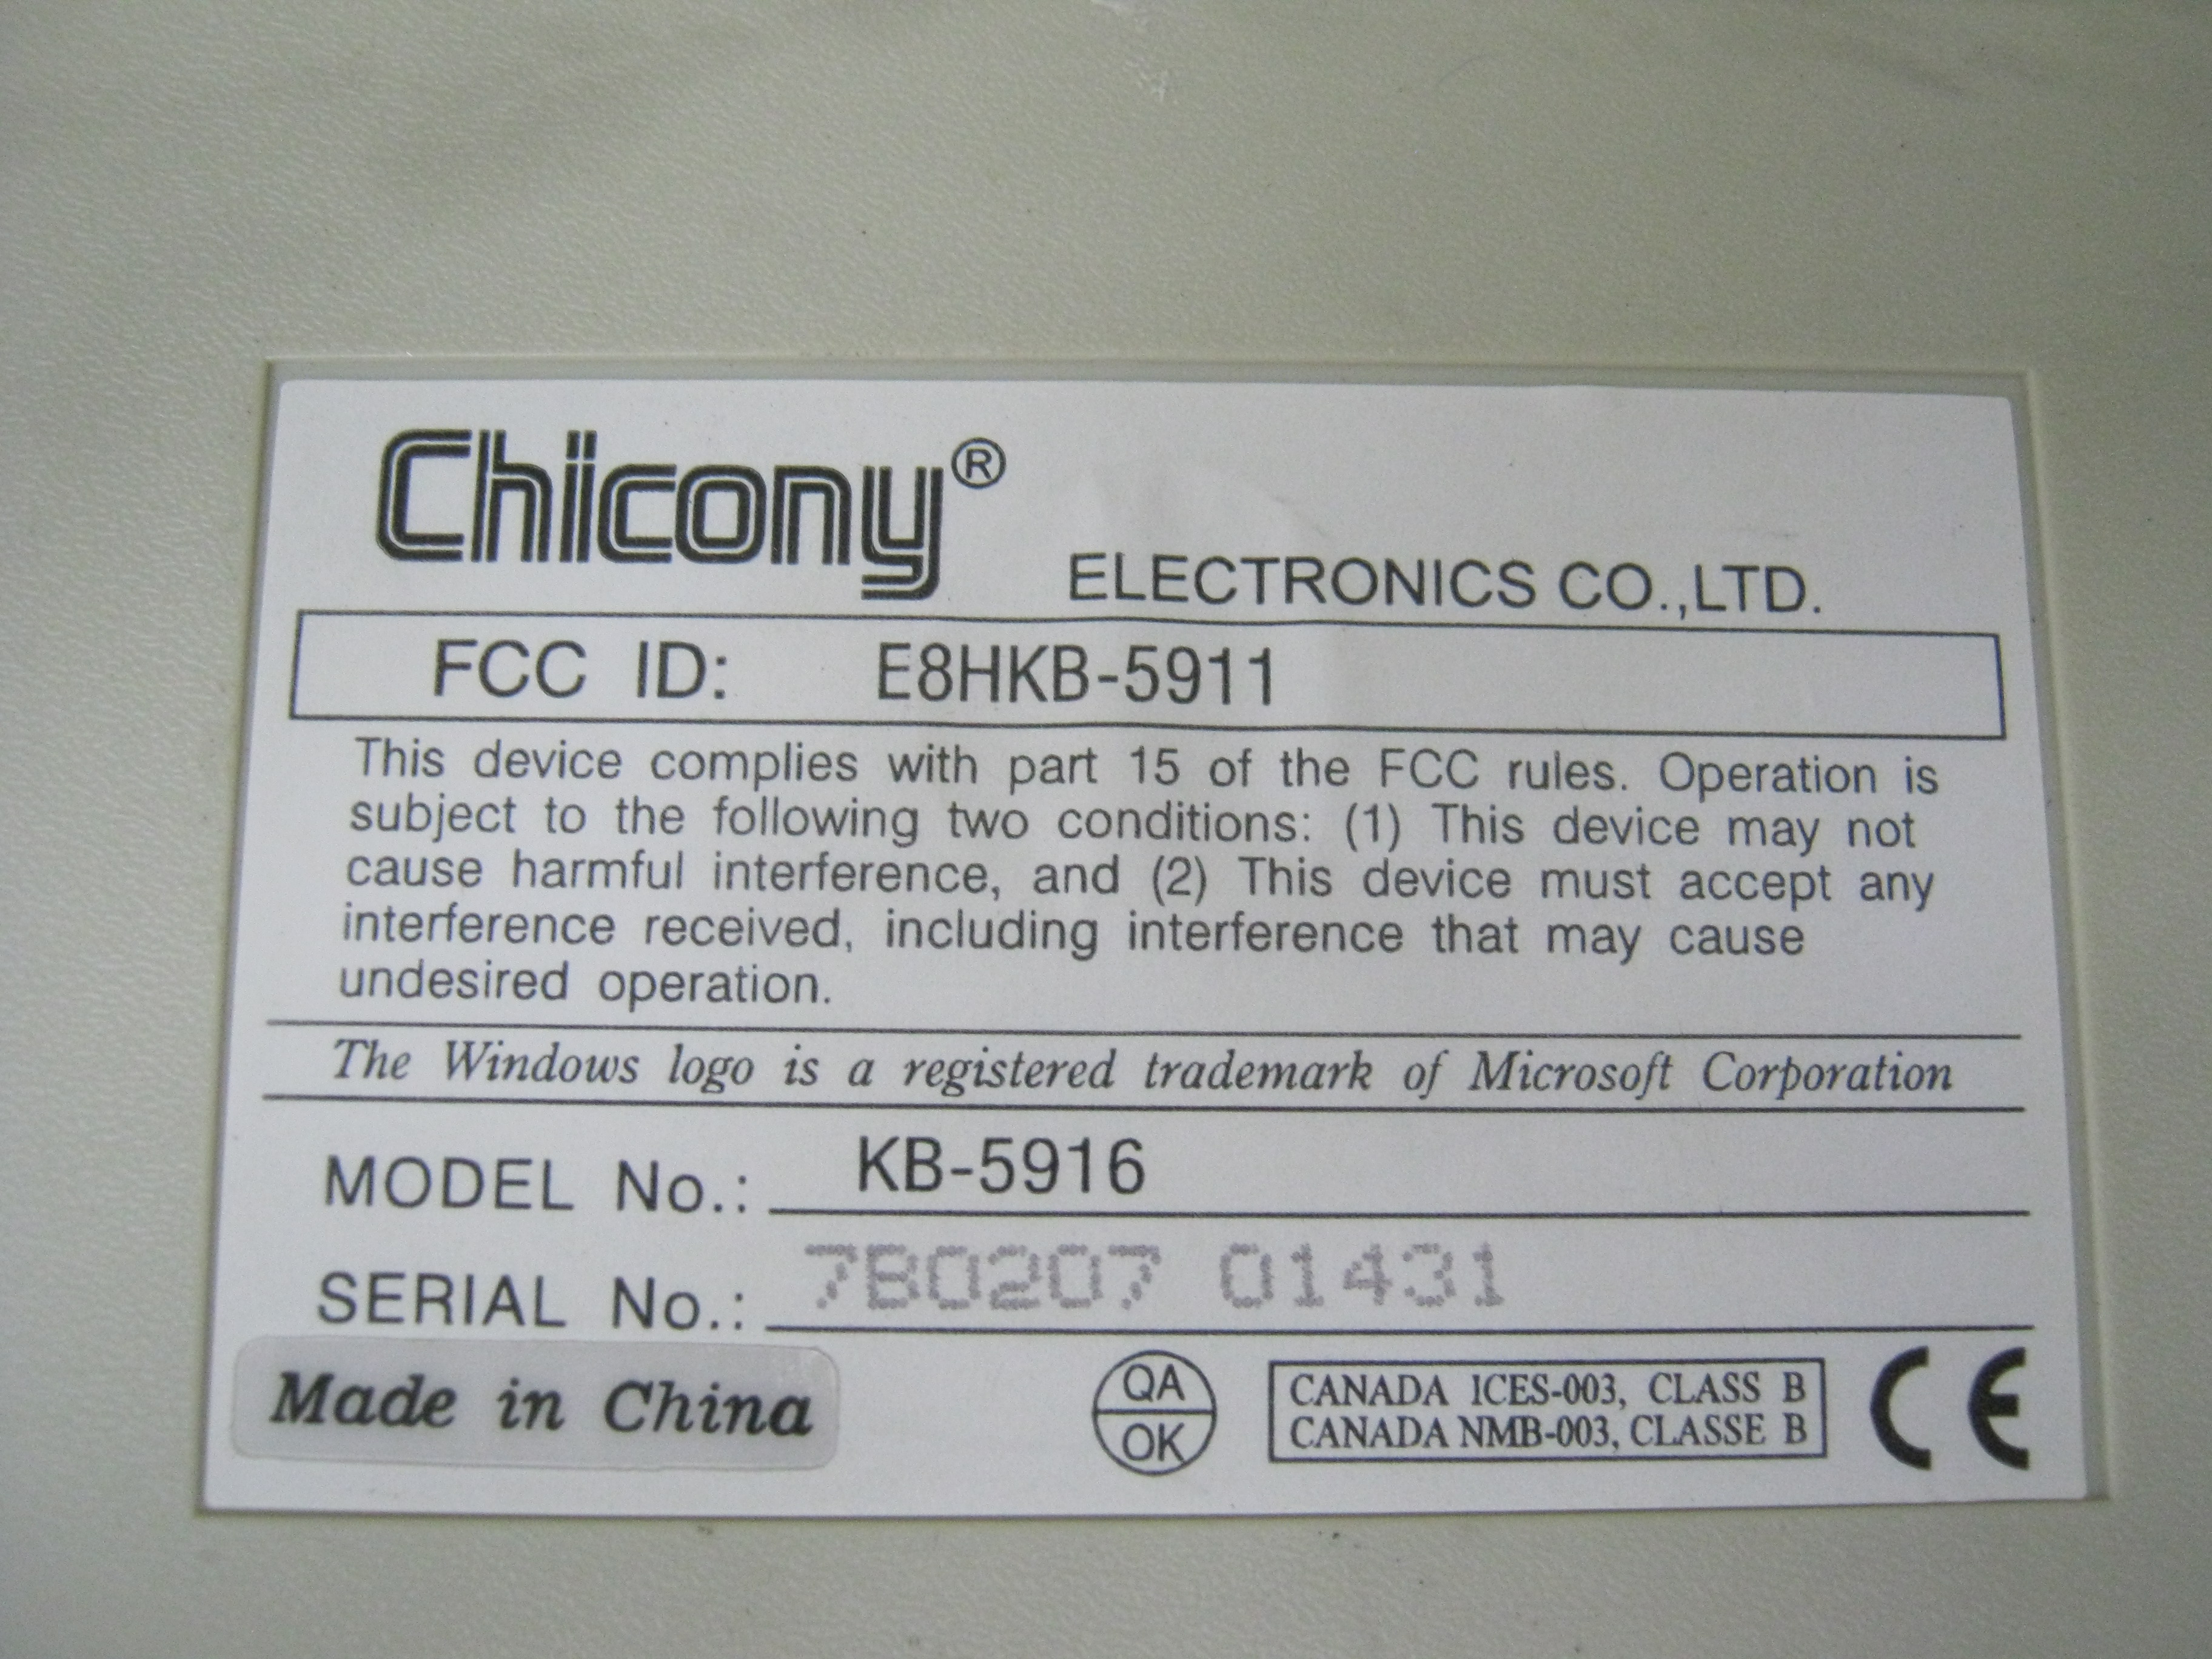 Chicony®
ELECTRONICS CO.,LTD.
FCC ID: E8HKB-5911
This device complies with part 15 of the FCC rules. Operation is
subject to the following two conditions: (1) This device may not
cause harmful interference, and (2) This device must accept any
interference received, including interference that may cause
undesired operation.
The Windows logo is a registered trademark of Microsoft Corporation
MODEL No.: KB-5916
SERIAL No.: 7B0207 01431
Made in China
QA
OK
CANADA ICES-003, CLASS B
CANADA NMB-003, CLASSE B
CE